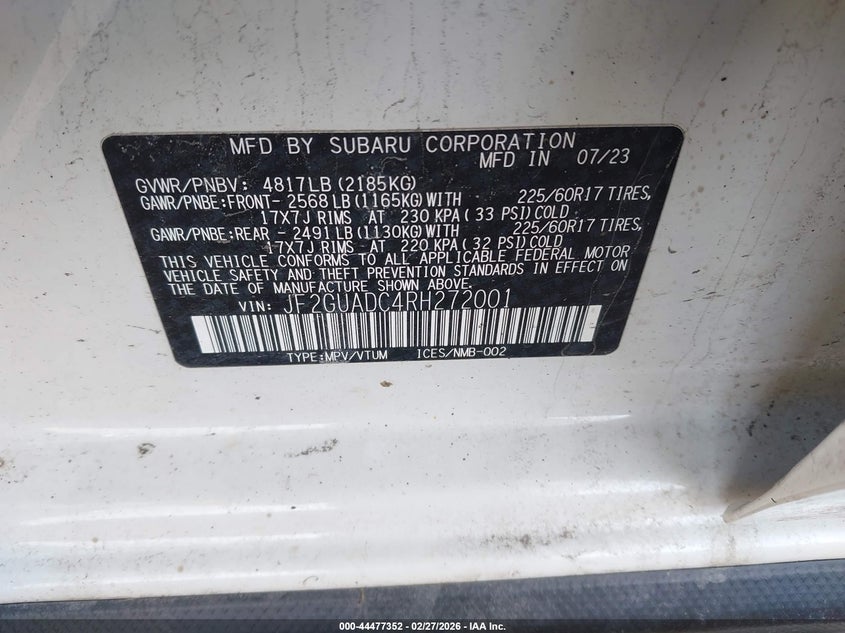 MFD BY SUBARU CORPORATION
MFD IN 07/23
GVWR/PNBV: 4817LB (2185KG)
GAWR/PNBE:FRONT- 2568 LB (1165KG) WITH 225/60R17 TIRES,
17X7J RIMS AT 230 KPA ( 33 PSI) COLD
GAWR/PNBE:REAR - 2491 LB (1130KG) WITH 225/60R17 TIRES,
17X7J RIMS AT 220 KPA ( 32 PSI) COLD
THIS VEHICLE CONFORMS TO ALL APPLICABLE FEDERAL MOTOR
VEHICLE SAFETY AND THEFT PREVENTION STANDARDS IN EFFECT ON
THE DATE OF MANUFACTURE SHOWN ABOVE.
VIN: JF2GUADC4RH272001
TYPE:MPV/VTUM ICES/NMB-002
000-44477352 | 02/27/2026 - IAA Inc.